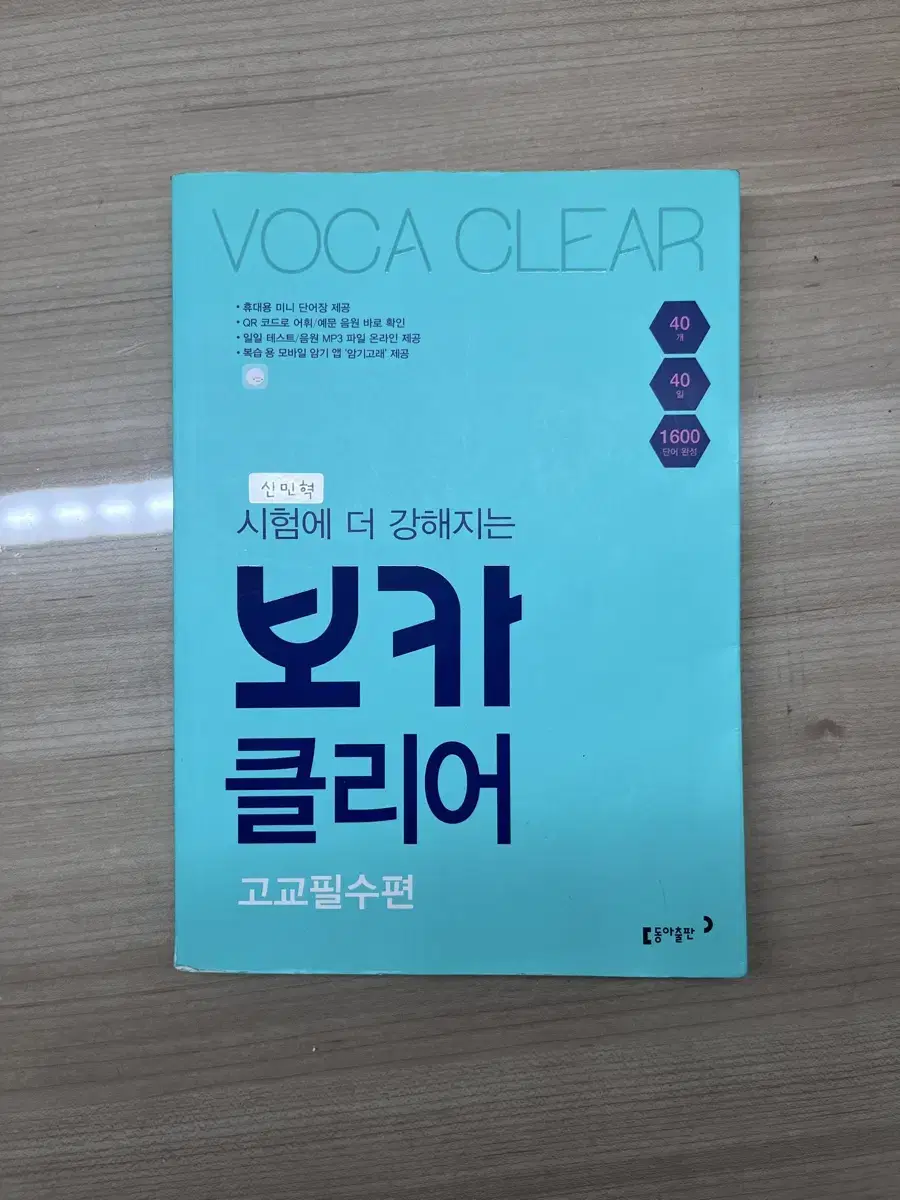 VOCA CLEAR
• 휴대용 미니 단어장 제공
• QR 코드로 어휘/예문 음원 바로 확인
• 일일 테스트/음원 MP3 파일 온라인 제공
• 복습 용 모바일 암기 앱 '암기고래' 제공
40
개
40
일
1600
단어 완성
신민혁
시험에 더 강해지는
보카
클리어
고교필수편
동아출판